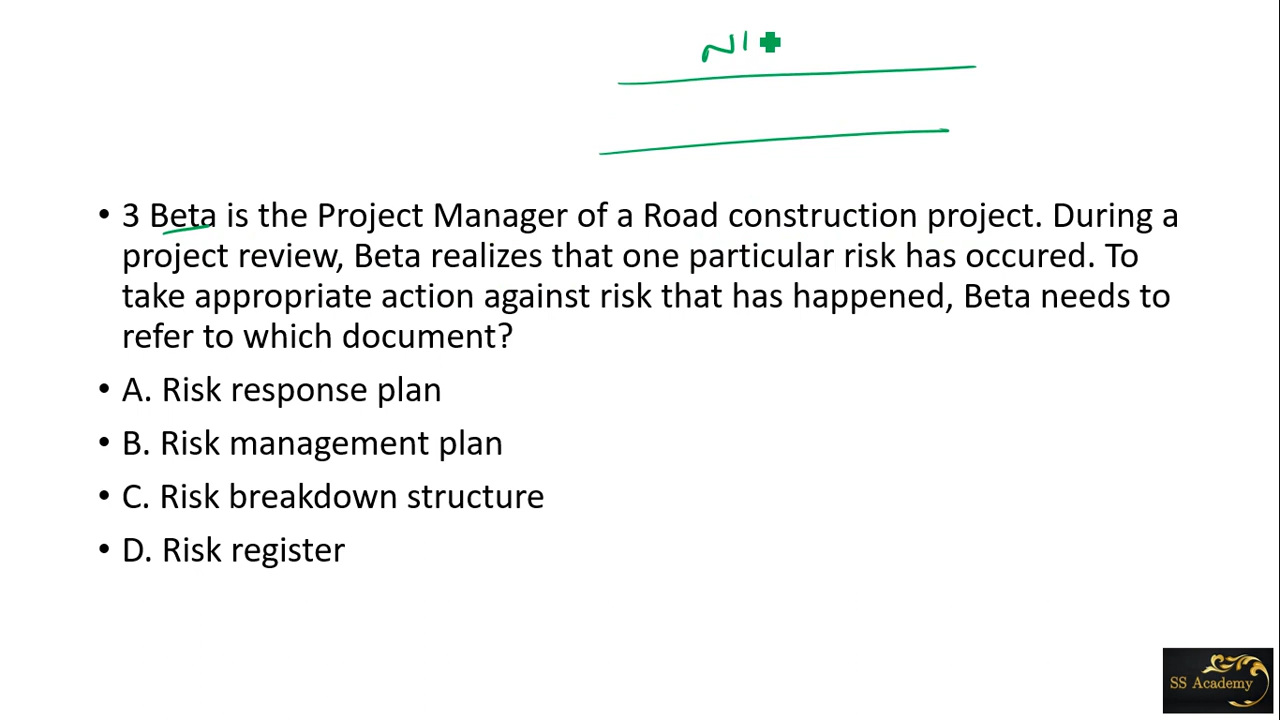 • 3 Beta is the Project Manager of a Road construction project. During a
project review, Beta realizes that one particular risk has occured. To
take appropriate action against risk that has happened, Beta needs to
refer to which document?
• A. Risk response plan
• B. Risk management plan
• C. Risk breakdown structure
• D. Risk register
SS Academy